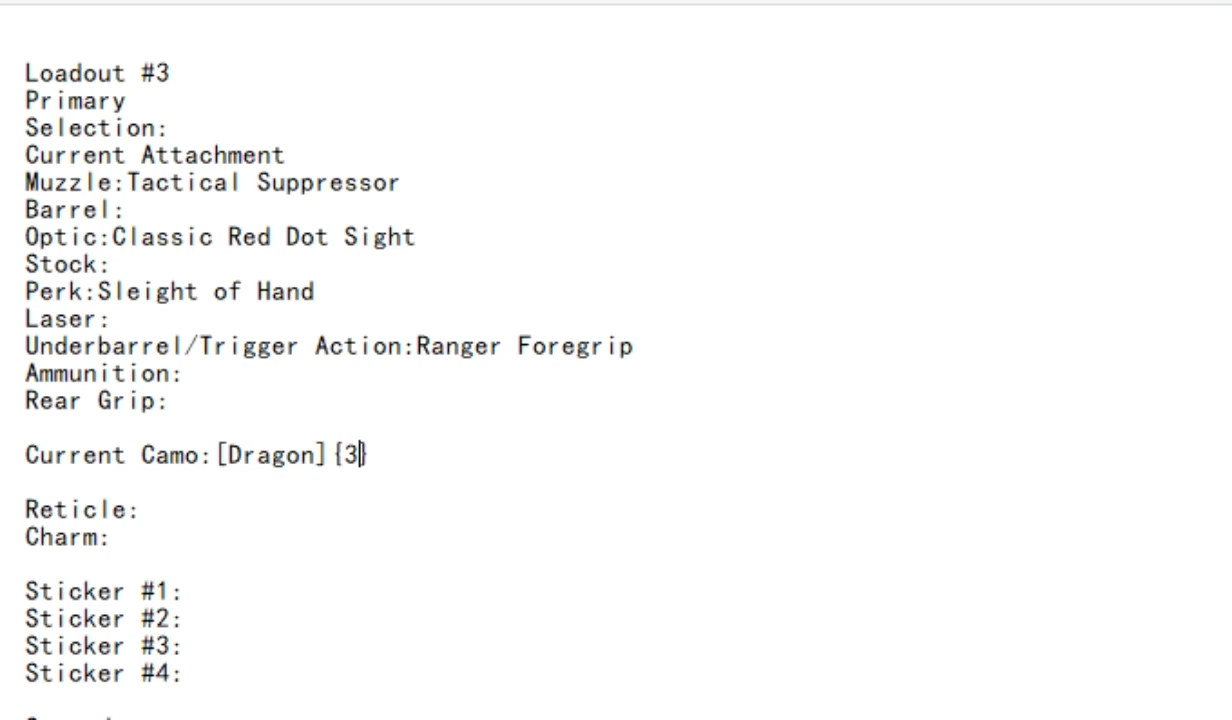 Loadout #3
Primary
Selection:
Current Attachment
Muzzle:Tactical Suppressor
Barrel:
Optic:Classic Red Dot Sight
Stock:
Perk:Sleight of Hand
Laser:
Underbarrel/Trigger Action:Ranger Foregrip
Ammunition:
Rear Grip:
Current Camo:[Dragon]{3}
Reticle:
Charm:
Sticker #1:
Sticker #2:
Sticker #3:
Sticker #4: